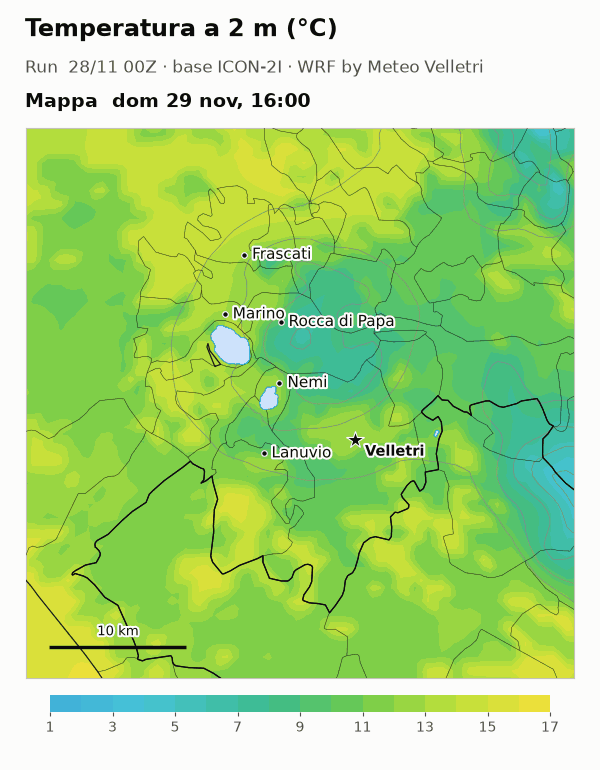 Temperatura a 2 m (°C)
Run  28/11 00Z · base ICON-2I · WRF by Meteo Velletri
Mappa  dom 29 nov, 16:00
Frascati
Marino
Rocca di Papa
Nemi
Velletri
Lanuvio
10 km
1 3 5 7 9 11 13 15 17